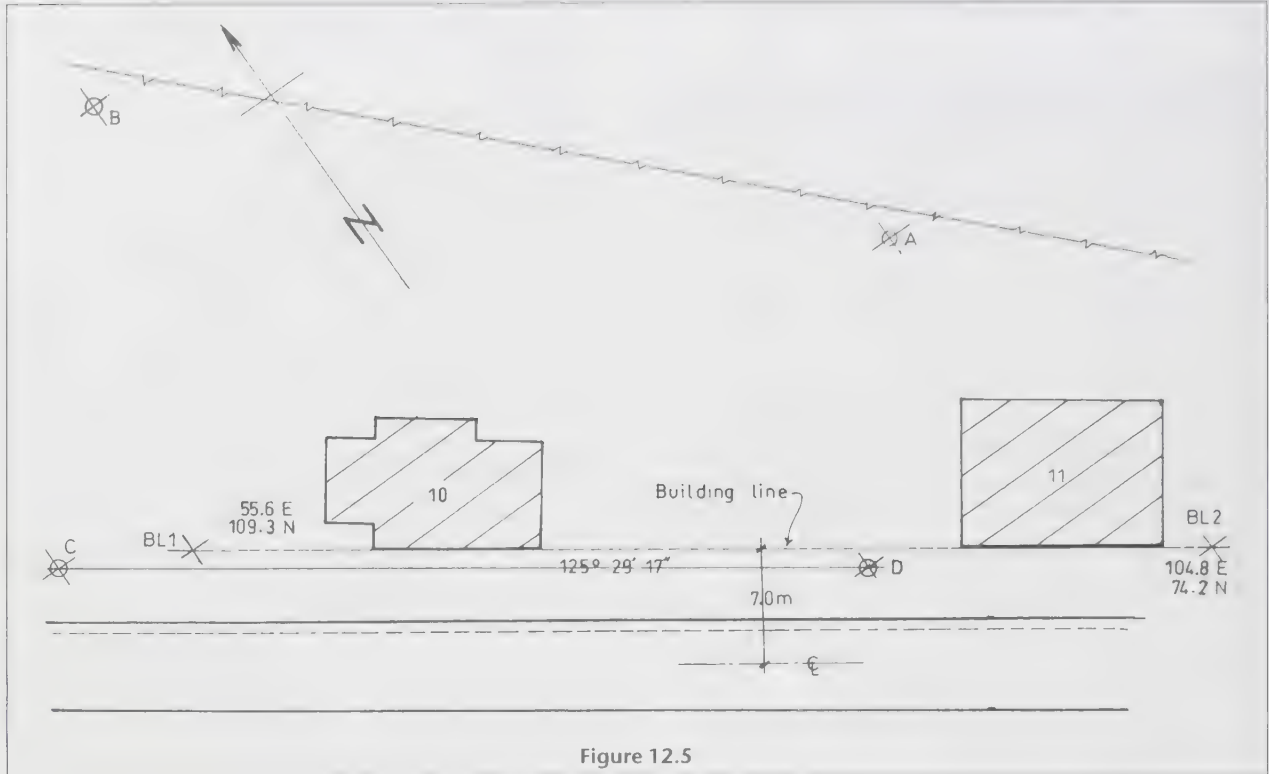 B
N
A
10
11
55.6 E
109.3 N
Building line
BL1
BL2
C
125° 29' 17"
D
104.8 E
74.2 N
7.0m
℄
Figure 12.5